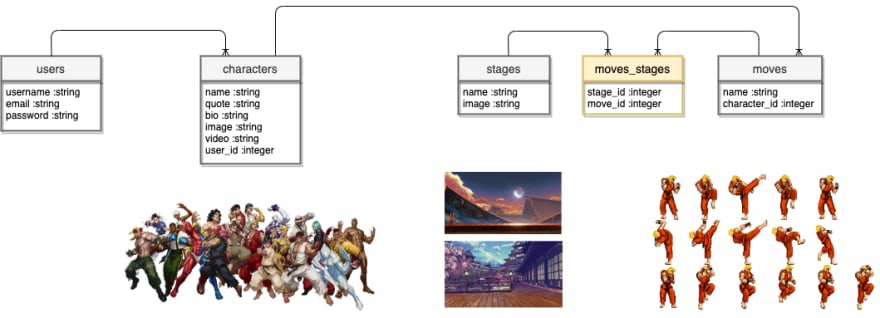 users
username :string
email :string
password :string
characters
name :string
quote :string
bio :string
image :string
video :string
user_id :integer
stages
name :string
image :string
moves_stages
stage_id :integer
move_id :integer
moves
name :string
character_id :integer